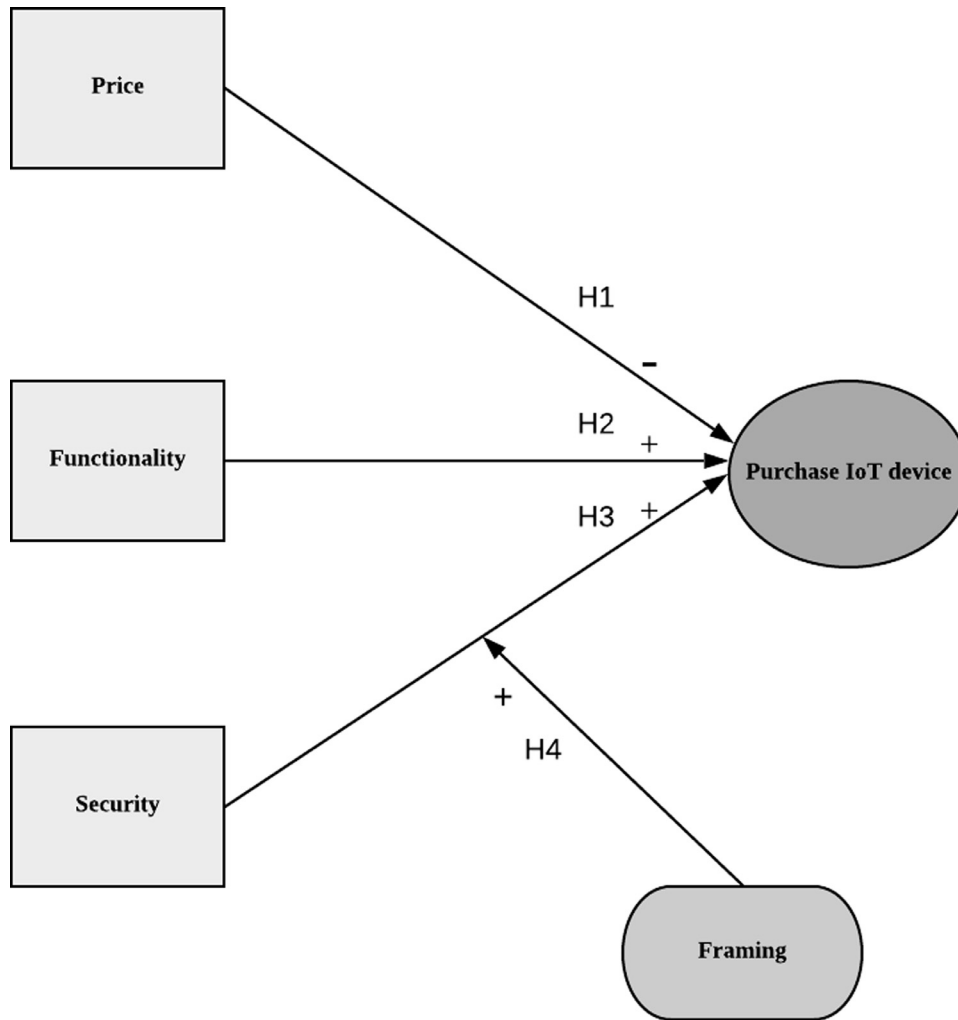 Price
H1
-
H2
+
Functionality
Purchase IoT device
H3
+
+
H4
Security
Framing